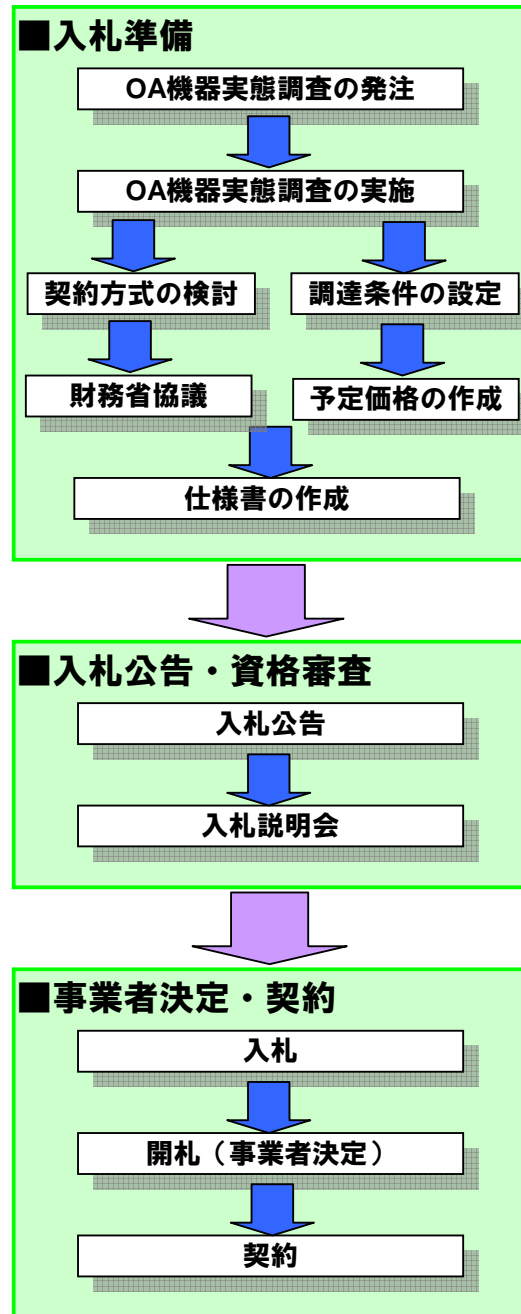 ■入札準備
OA機器実態調査の発注
OA機器実態調査の実施
契約方式の検討
調達条件の設定
財務省協議
予定価格の作成
仕様書の作成
■入札公告・資格審査
入札公告
入札説明会
■事業者決定・契約
入札
開札（事業者決定）
契約